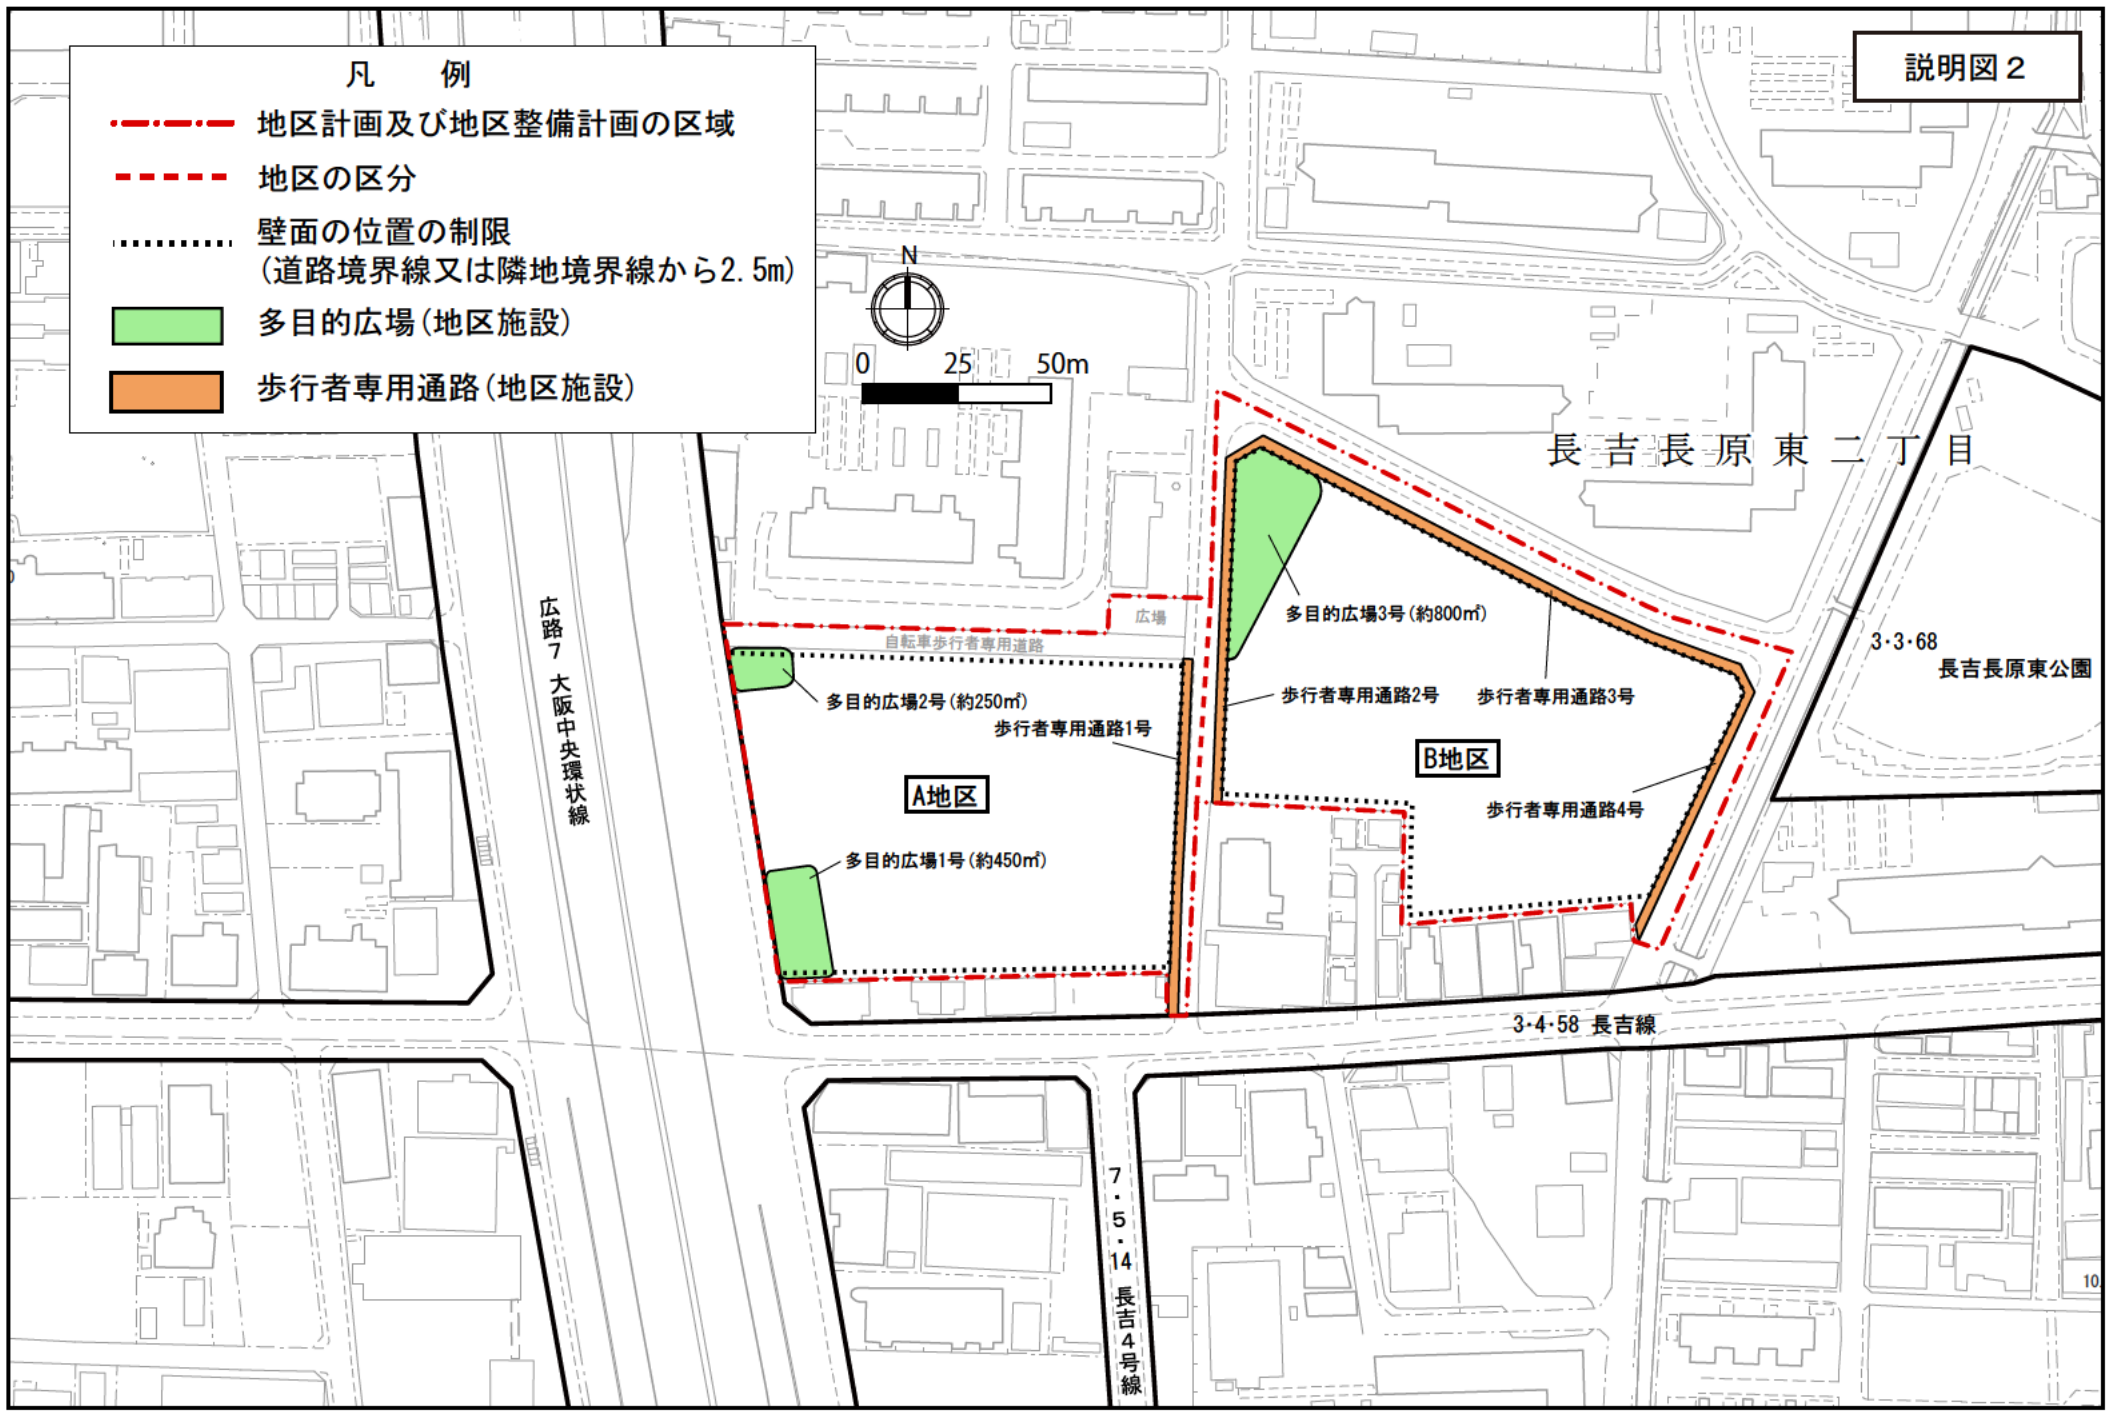 説明図２
凡　例
地区計画及び地区整備計画の区域
地区の区分
壁面の位置の制限
(道路境界線又は隣地境界線から2.5m)
多目的広場(地区施設)
歩行者専用通路(地区施設)
N
0 25 50m
長吉長原東二丁目
広場
自転車歩行者専用道路
多目的広場3号(約800㎡)
3・3・68
長吉長原東公園
多目的広場2号(約250㎡)
歩行者専用通路1号
歩行者専用通路2号
歩行者専用通路3号
B地区
A地区
歩行者専用通路4号
多目的広場1号(約450㎡)
広路7 大阪中央環状線
3・4・58 長吉線
7・5・14 長吉4号線